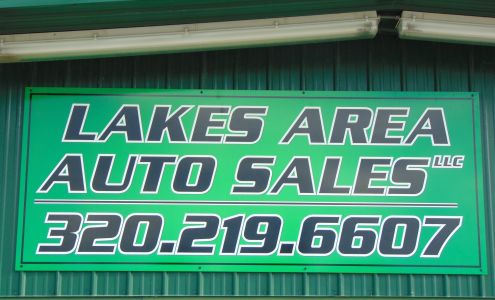 LAKES AREA
AUTO SALES LLC
320.219.6607